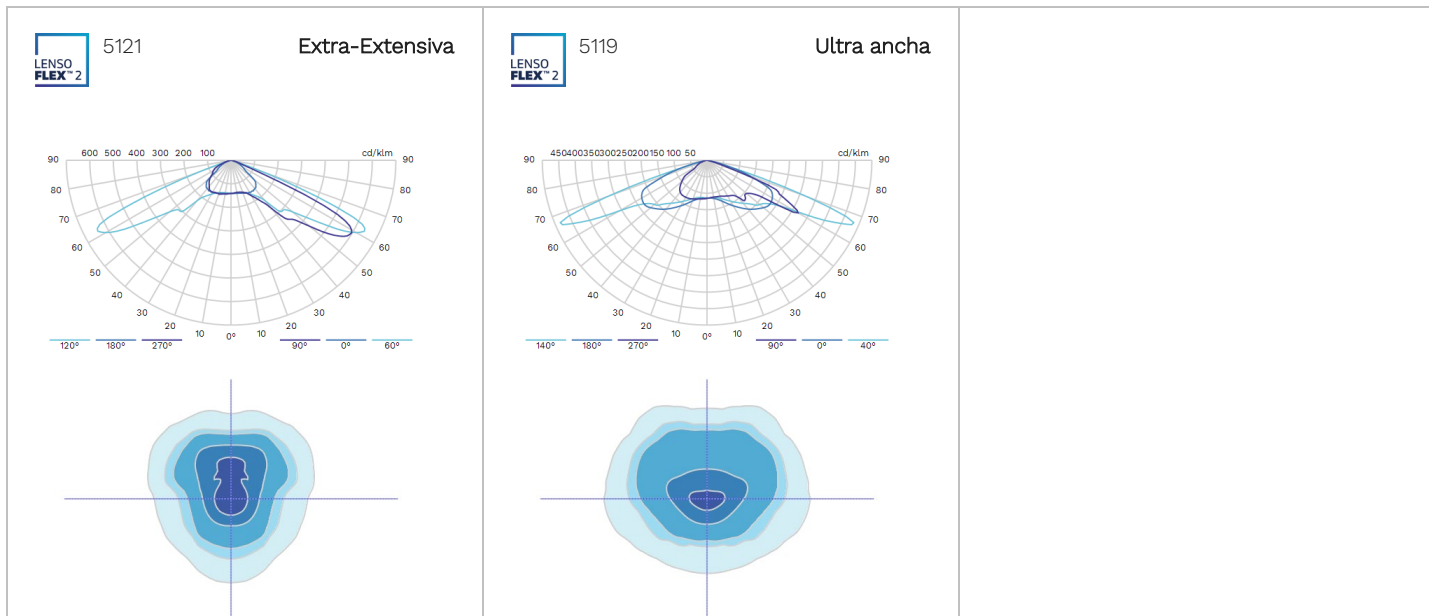 LENSO
FLEX™ 2
5121
Extra-Extensiva
90 600 500 400 300 200 100 cd/klm 90
80 80
70 70
60 60
50 50
40 40
30 30
20 20
10 0° 10
120° 180° 270° 90° 0° 60°
LENSO
FLEX™ 2
5119
Ultra ancha
90 450400350300250200150 100 50 cd/klm 90
80 80
70 70
60 60
50 50
40 40
30 30
20 20
10 0° 10
140° 180° 270° 90° 0° 40°